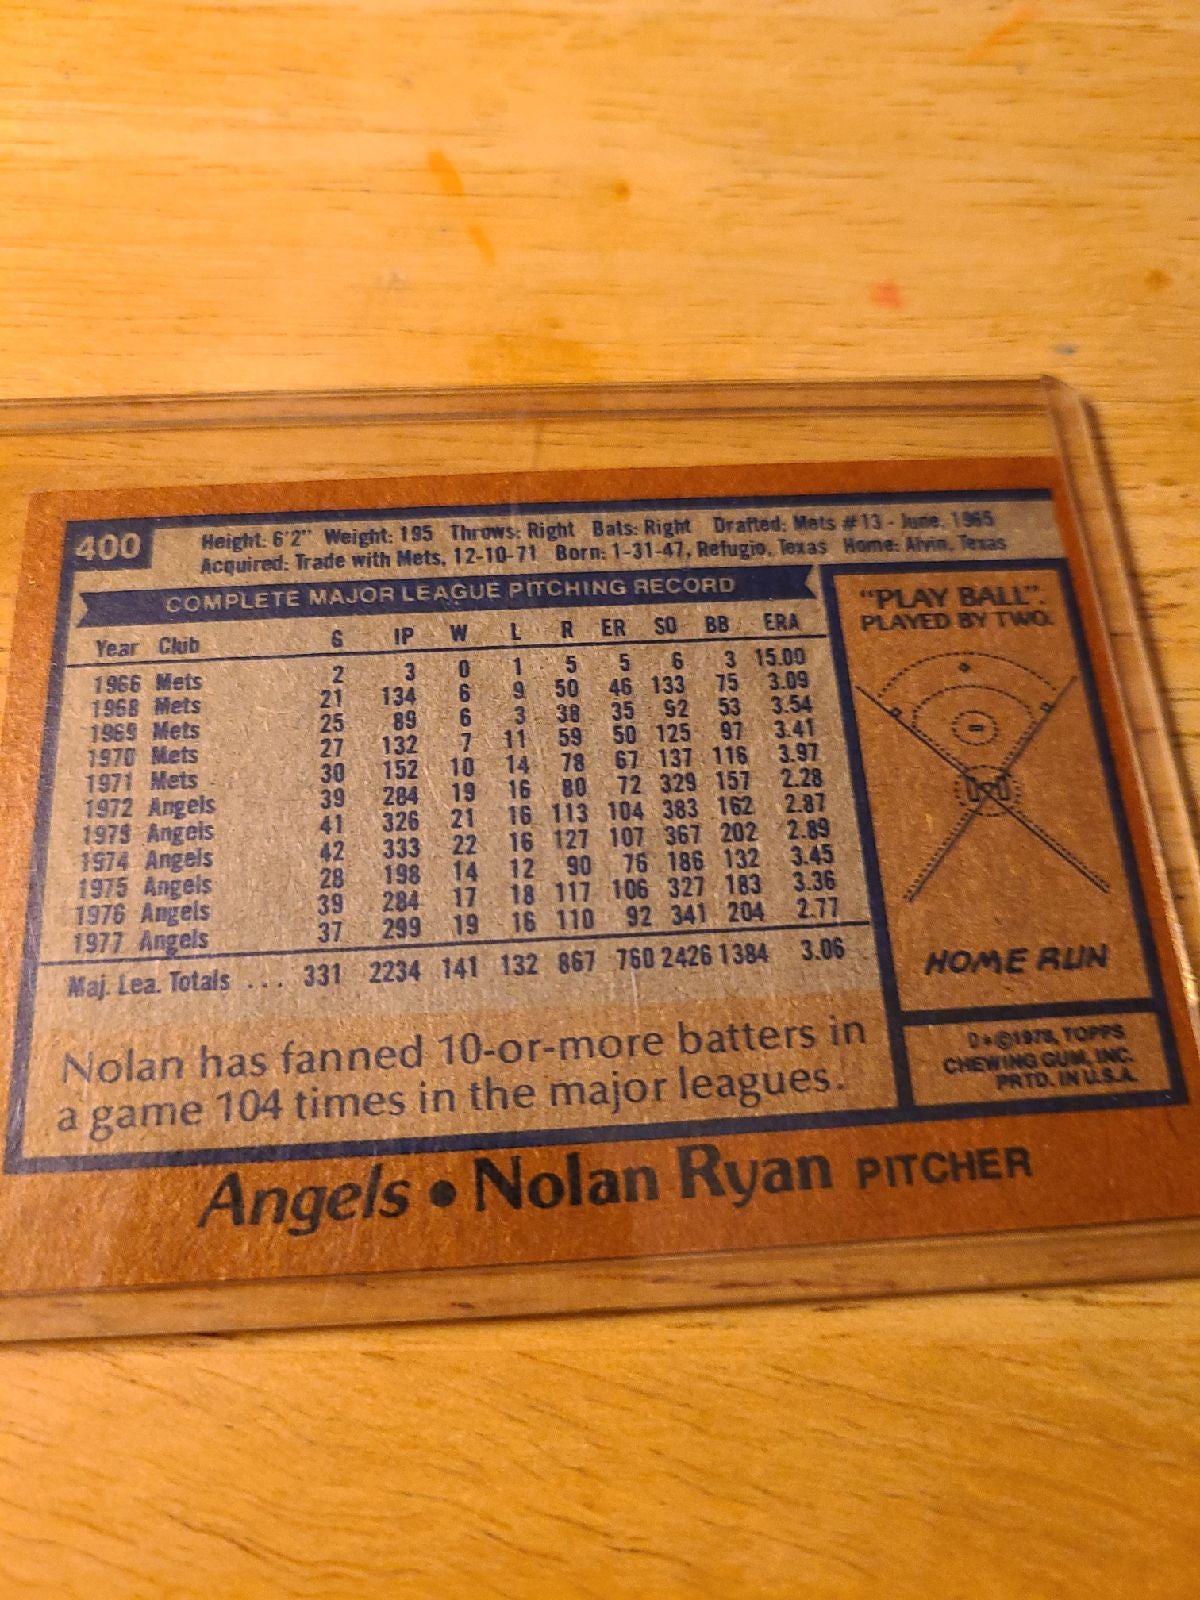 400
Height: 6'2" Weight: 195 Throws: Right Bats: Right Drafted: Mets #13 - June, 1965
Acquired: Trade with Mets, 12-10-71 Born: 1-31-47, Refugio, Texas Home: Alvin, Texas
COMPLETE MAJOR LEAGUE PITCHING RECORD
Year Club G IP W L R ER SO BB ERA
1966 Mets 2 3 0 1 5 5 6 3 15.00
1968 Mets 21 134 6 9 50 46 133 75 3.09
1969 Mets 25 89 6 3 38 35 92 53 3.54
1970 Mets 27 132 7 11 59 50 125 97 3.41
1971 Mets 30 152 10 14 78 67 137 116 3.97
1972 Angels 39 284 19 16 80 72 329 157 2.28
1973 Angels 41 326 21 16 113 104 383 162 2.87
1974 Angels 42 333 22 16 127 107 367 202 2.89
1975 Angels 28 198 14 12 90 76 186 132 3.45
1976 Angels 39 284 17 18 117 106 327 183 3.36
1977 Angels 37 299 19 16 110 92 341 204 2.77
Maj. Lea. Totals ... 331 2234 141 132 867 760 2426 1384 3.06
Nolan has fanned 10-or-more batters in
a game 104 times in the major leagues.
"PLAY BALL".
PLAYED BY TWO.
HOME RUN
D*©1978, TOPPS
CHEWING GUM, INC.
PRTD. IN U.S.A.
Angels • Nolan Ryan PITCHER